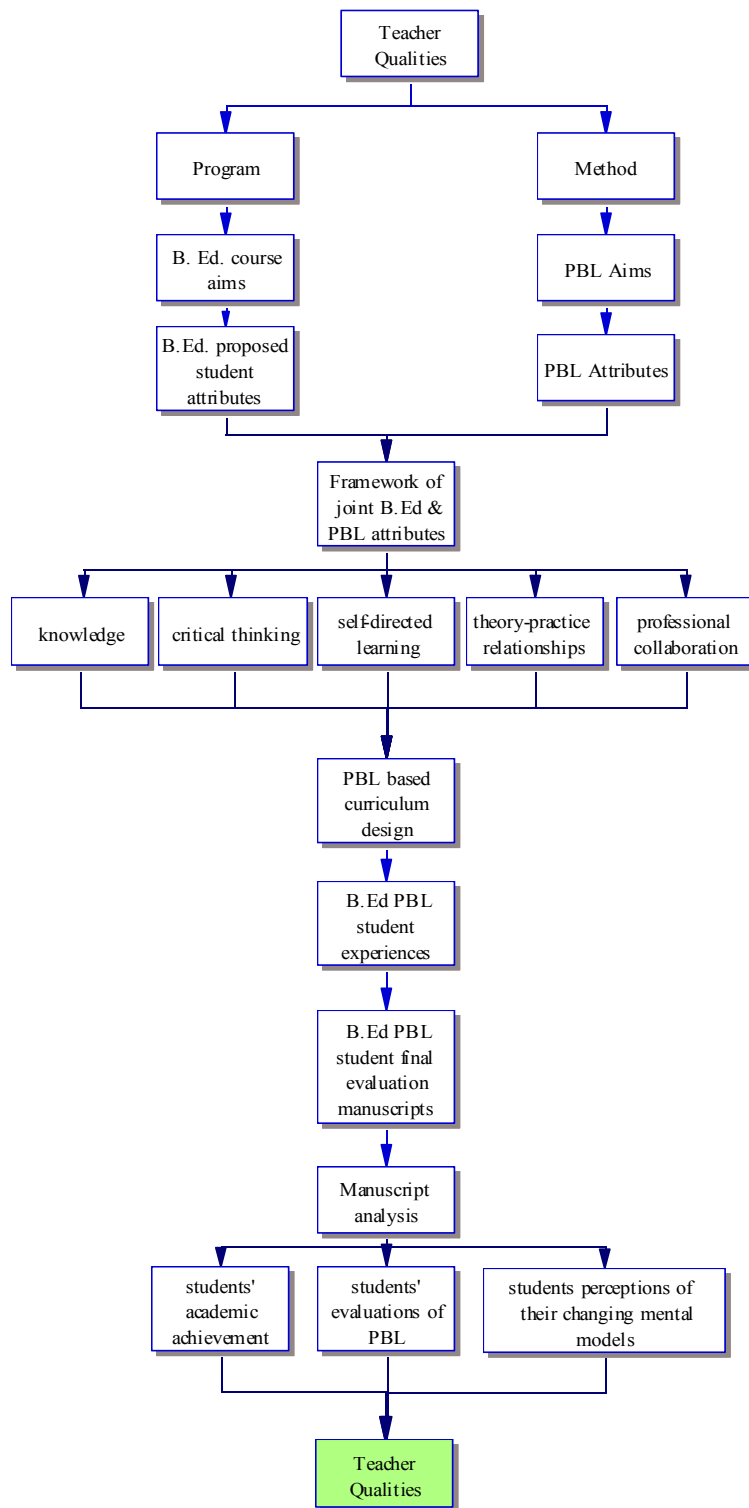 Teacher
Qualities
Program
Method
B. Ed. course
aims
PBL Aims
B.Ed. proposed
student
attributes
PBL Attributes
Framework of
joint B.Ed &
PBL attributes
knowledge
critical thinking
self-directed
learning
theory-practice
relationships
professional
collaboration
PBL based
curriculum
design
B.Ed PBL
student
experiences
B.Ed PBL
student final
evaluation
manuscripts
Manuscript
analysis
students'
academic
achievement
students'
evaluations of
PBL
students perceptions of
their changing mental
models
Teacher
Qualities